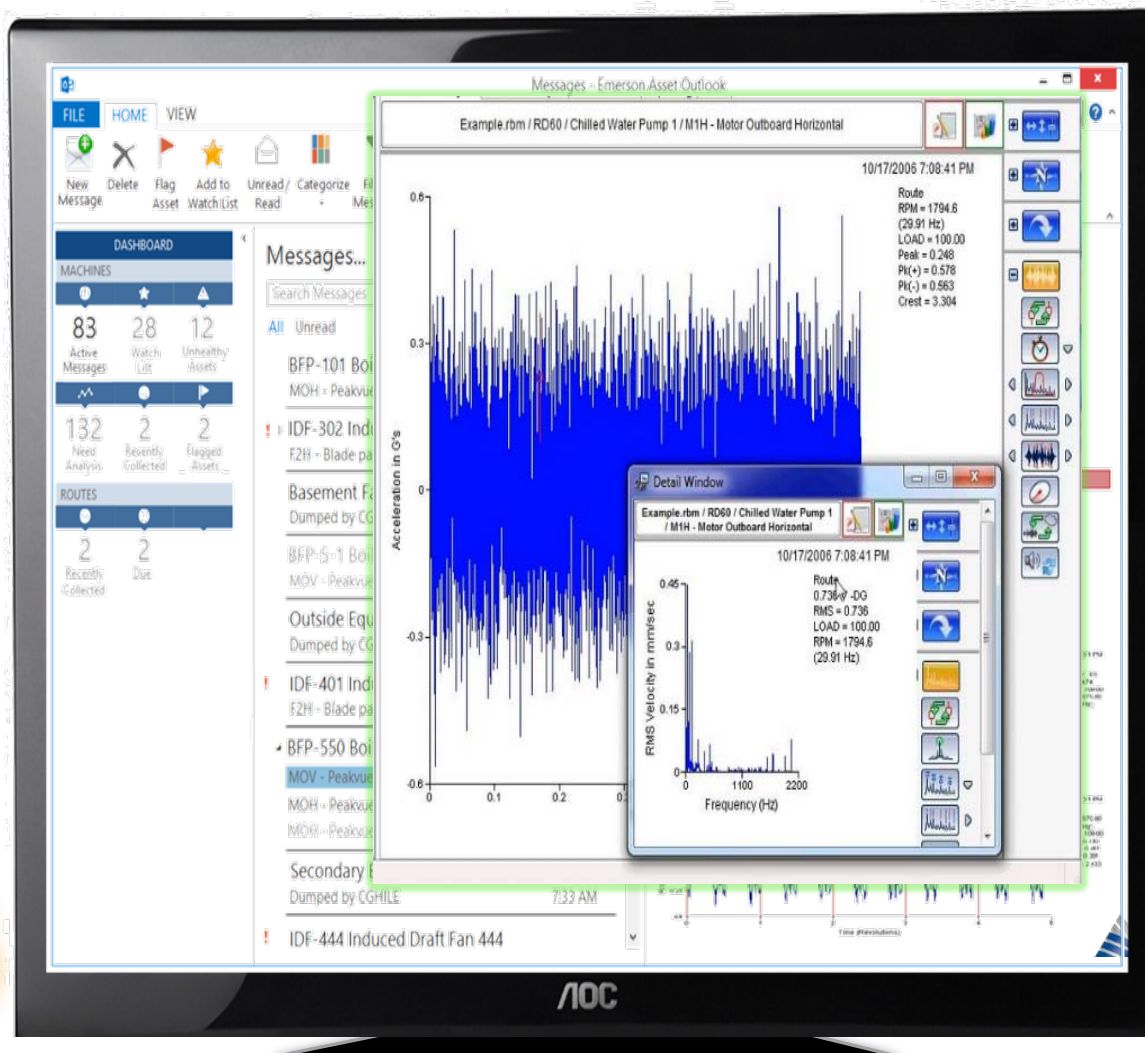 Messages - Emerson Asset Outlook
FILE HOME VIEW
New Message
Delete
Flag Asset
Add to Watch List
Unread / Read
Categorize
DASHBOARD
MACHINES
83 28 12
Active Messages
Watch List
Unhealthy Assets
132 2 2
Need Analysis
Recently Collected
Flagged Assets
ROUTES
2 2
Recently Collected
Due
Messages...
Search Messages
All Unread
BFP-101 Boi
MOH - Peakvue
! IDF-302 Ind
F2H - Blade pa
Basement Fa
Dumped by CG
BFP-5-1 Boi
MOV - Peakvue
Outside Equ
Dumped by CG
! IDF-401 Ind
F2H - Blade pa
BFP-550 Boi
MOV - Peakvue
MOH - Peakvue
MOH - Peakvue
Secondary
Dumped by CGHILE 7:33 AM
! IDF-444 Induced Draft Fan 444
Example.rbm / RD60 / Chilled Water Pump 1 / M1H - Motor Outboard Horizontal
10/17/2006 7:08:41 PM
Route
RPM = 1794.6
(29.91 Hz)
LOAD = 100.00
Peak = 0.248
Pk(+) = 0.578
Pk(-) = 0.563
Crest = 3.304
Acceleration in G's
0.6
0.3
0
-0.3
-0.6
0 0.1 0.2
Detail Window
Example.rbm / RD60 / Chilled Water Pump 1
/ M1H - Motor Outboard Horizontal
10/17/2006 7:08:41 PM
Route
RMS = 0.736
LOAD = 100.00
RPM = 1794.6
(29.91 Hz)
RMS Velocity in mm/sec
0.45
0.3
0.15
0
0 1100 2200
Frequency (Hz)
Time (Revolutions)
AOC